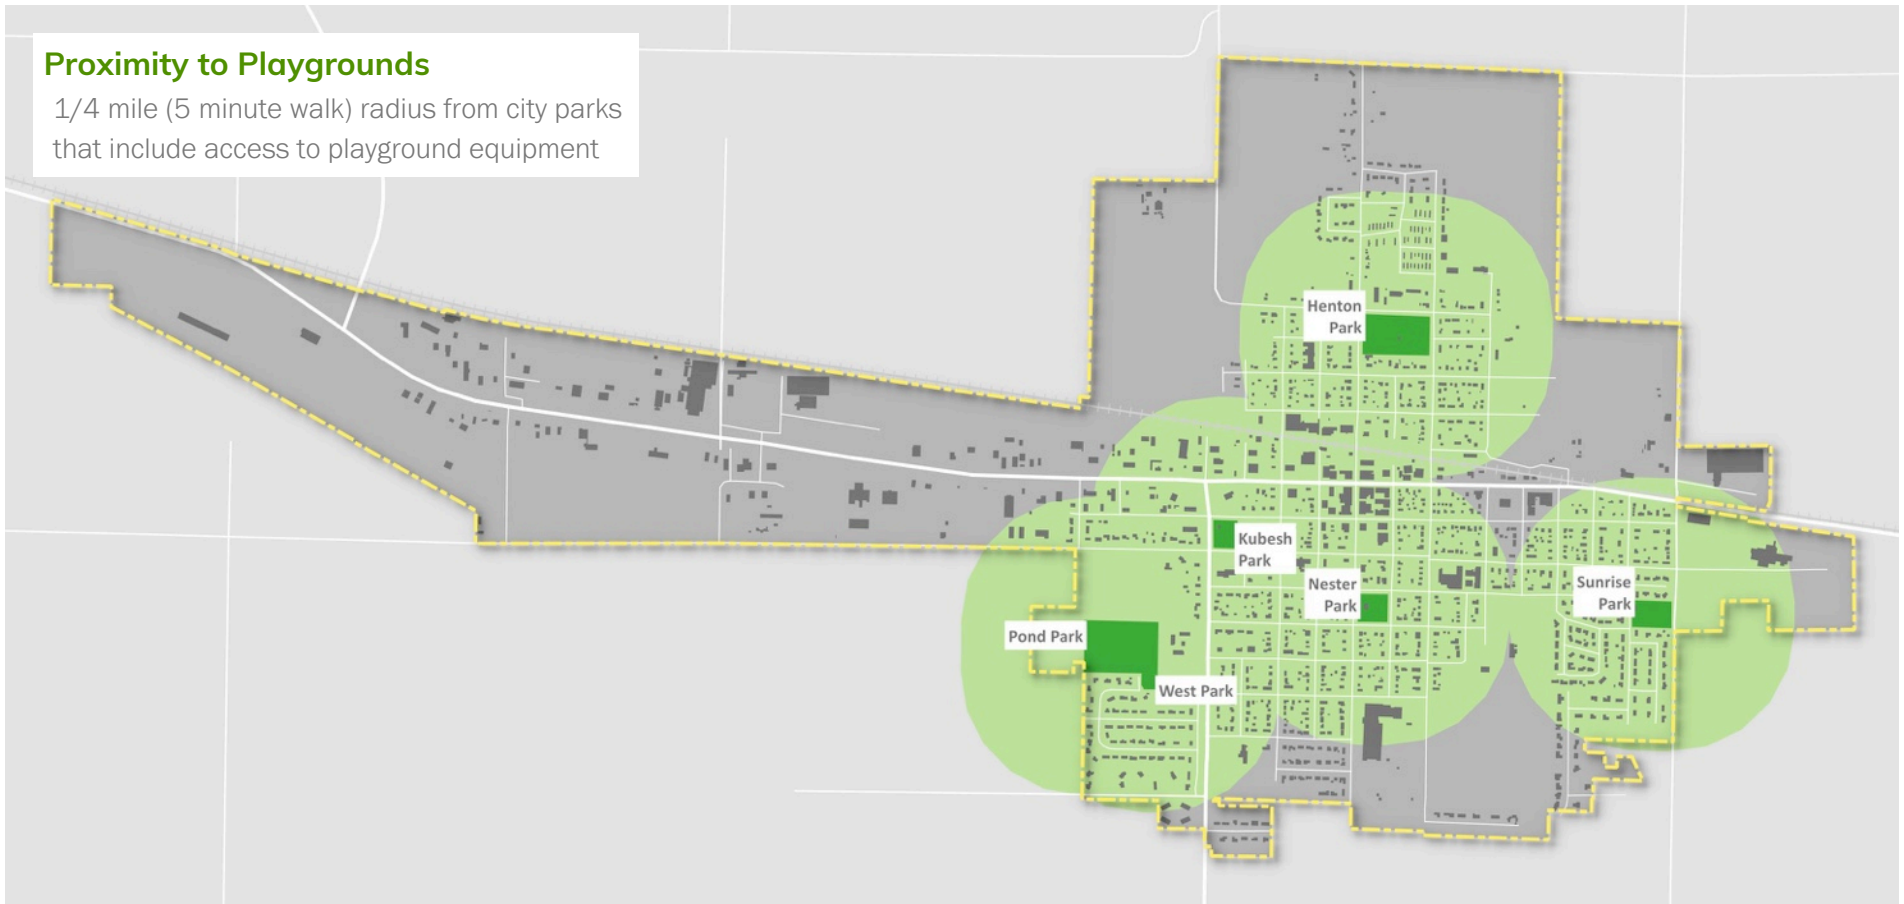 Proximity to Playgrounds
1/4 mile (5 minute walk) radius from city parks
that include access to playground equipment
Henton
Park
Kubesh
Park
Nester
Park
Sunrise
Park
Pond Park
West Park